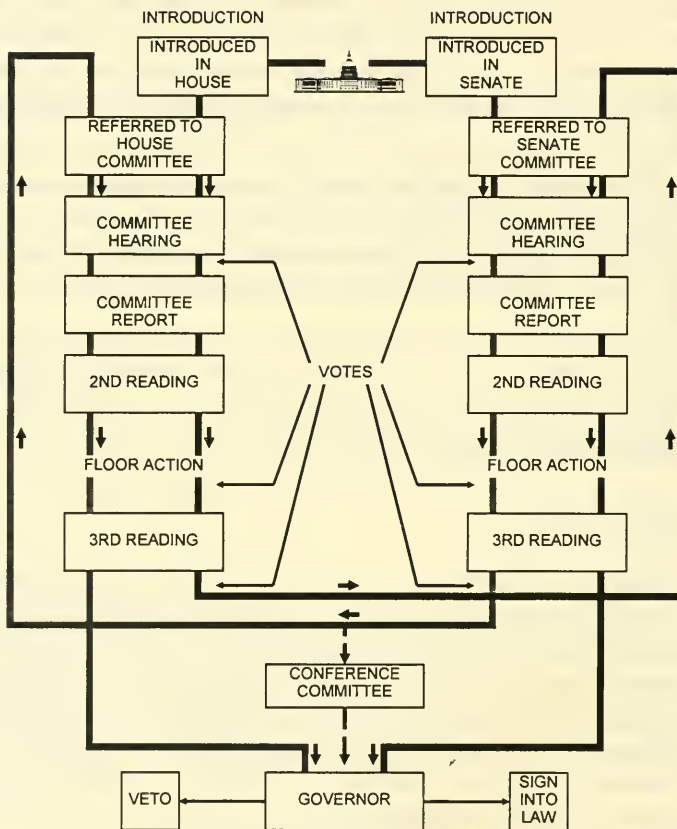 INTRODUCTION
INTRODUCTION
INTRODUCED
IN
HOUSE
INTRODUCED
IN
SENATE
REFERRED TO
HOUSE
COMMITTEE
REFERRED TO
SENATE
COMMITTEE
COMMITTEE
HEARING
COMMITTEE
HEARING
COMMITTEE
REPORT
COMMITTEE
REPORT
2ND READING
VOTES
2ND READING
FLOOR ACTION
FLOOR ACTION
3RD READING
3RD READING
CONFERENCE
COMMITTEE
VETO
GOVERNOR
SIGN
INTO
LAW